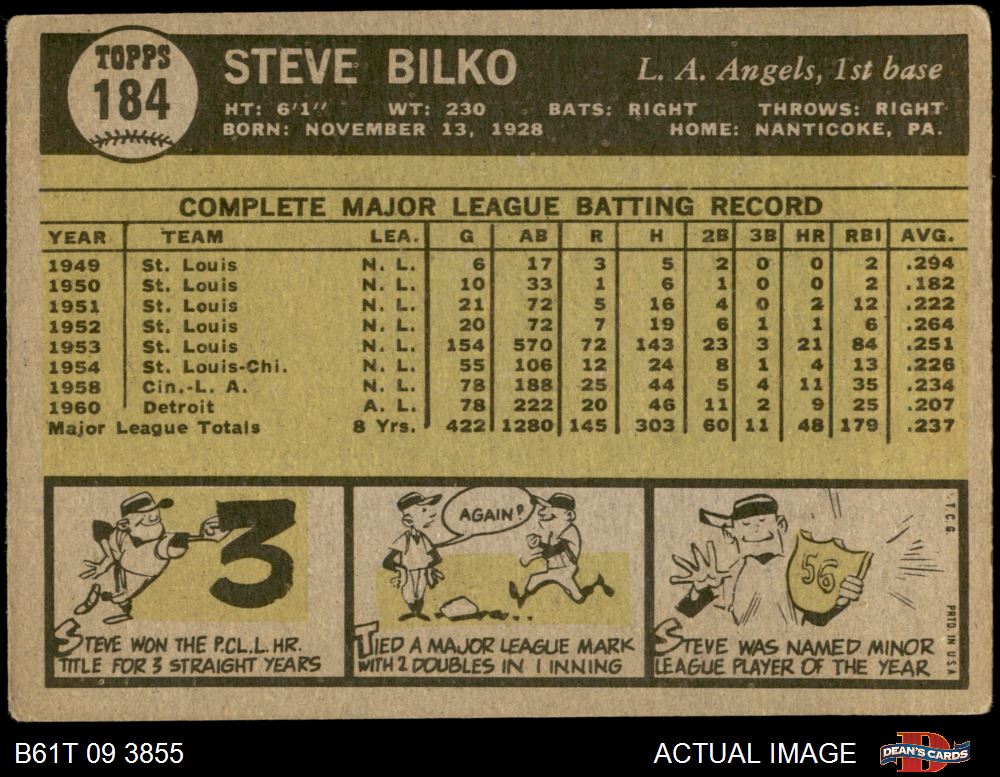 TOPPS
184
STEVE BILKO
L. A. Angels, 1st base
HT: 6'1" WT: 230 BATS: RIGHT THROWS: RIGHT
BORN: NOVEMBER 13, 1928 HOME: NANTICOKE, PA.
COMPLETE MAJOR LEAGUE BATTING RECORD
YEAR TEAM LEA. G AB R H 2B 3B HR RBI AVG.
1949 St. Louis N. L. 6 17 3 5 2 0 0 2 .294
1950 St. Louis N. L. 10 33 1 6 1 0 0 2 .182
1951 St. Louis N. L. 21 72 5 16 4 0 2 12 .222
1952 St. Louis N. L. 20 72 7 19 6 1 1 6 .264
1953 St. Louis N. L. 154 570 72 143 23 3 21 84 .251
1954 St. Louis-Chi. N. L. 55 106 12 24 8 1 4 13 .226
1958 Cin.-L. A. N. L. 78 188 25 44 5 4 11 35 .234
1960 Detroit A. L. 78 222 20 46 11 2 9 25 .207
Major League Totals 8 Yrs. 422 1280 145 303 60 11 48 179 .237
3
STEVE WON THE P.C.L. HR.
TITLE FOR 3 STRAIGHT YEARS
AGAIN?
TIED A MAJOR LEAGUE MARK
WITH 2 DOUBLES IN 1 INNING
56
STEVE WAS NAMED MINOR
LEAGUE PLAYER OF THE YEAR
T.C.G.
PRTD. IN U.S.A.
B61T 09 3855
ACTUAL IMAGE
DEAN'S CARDS